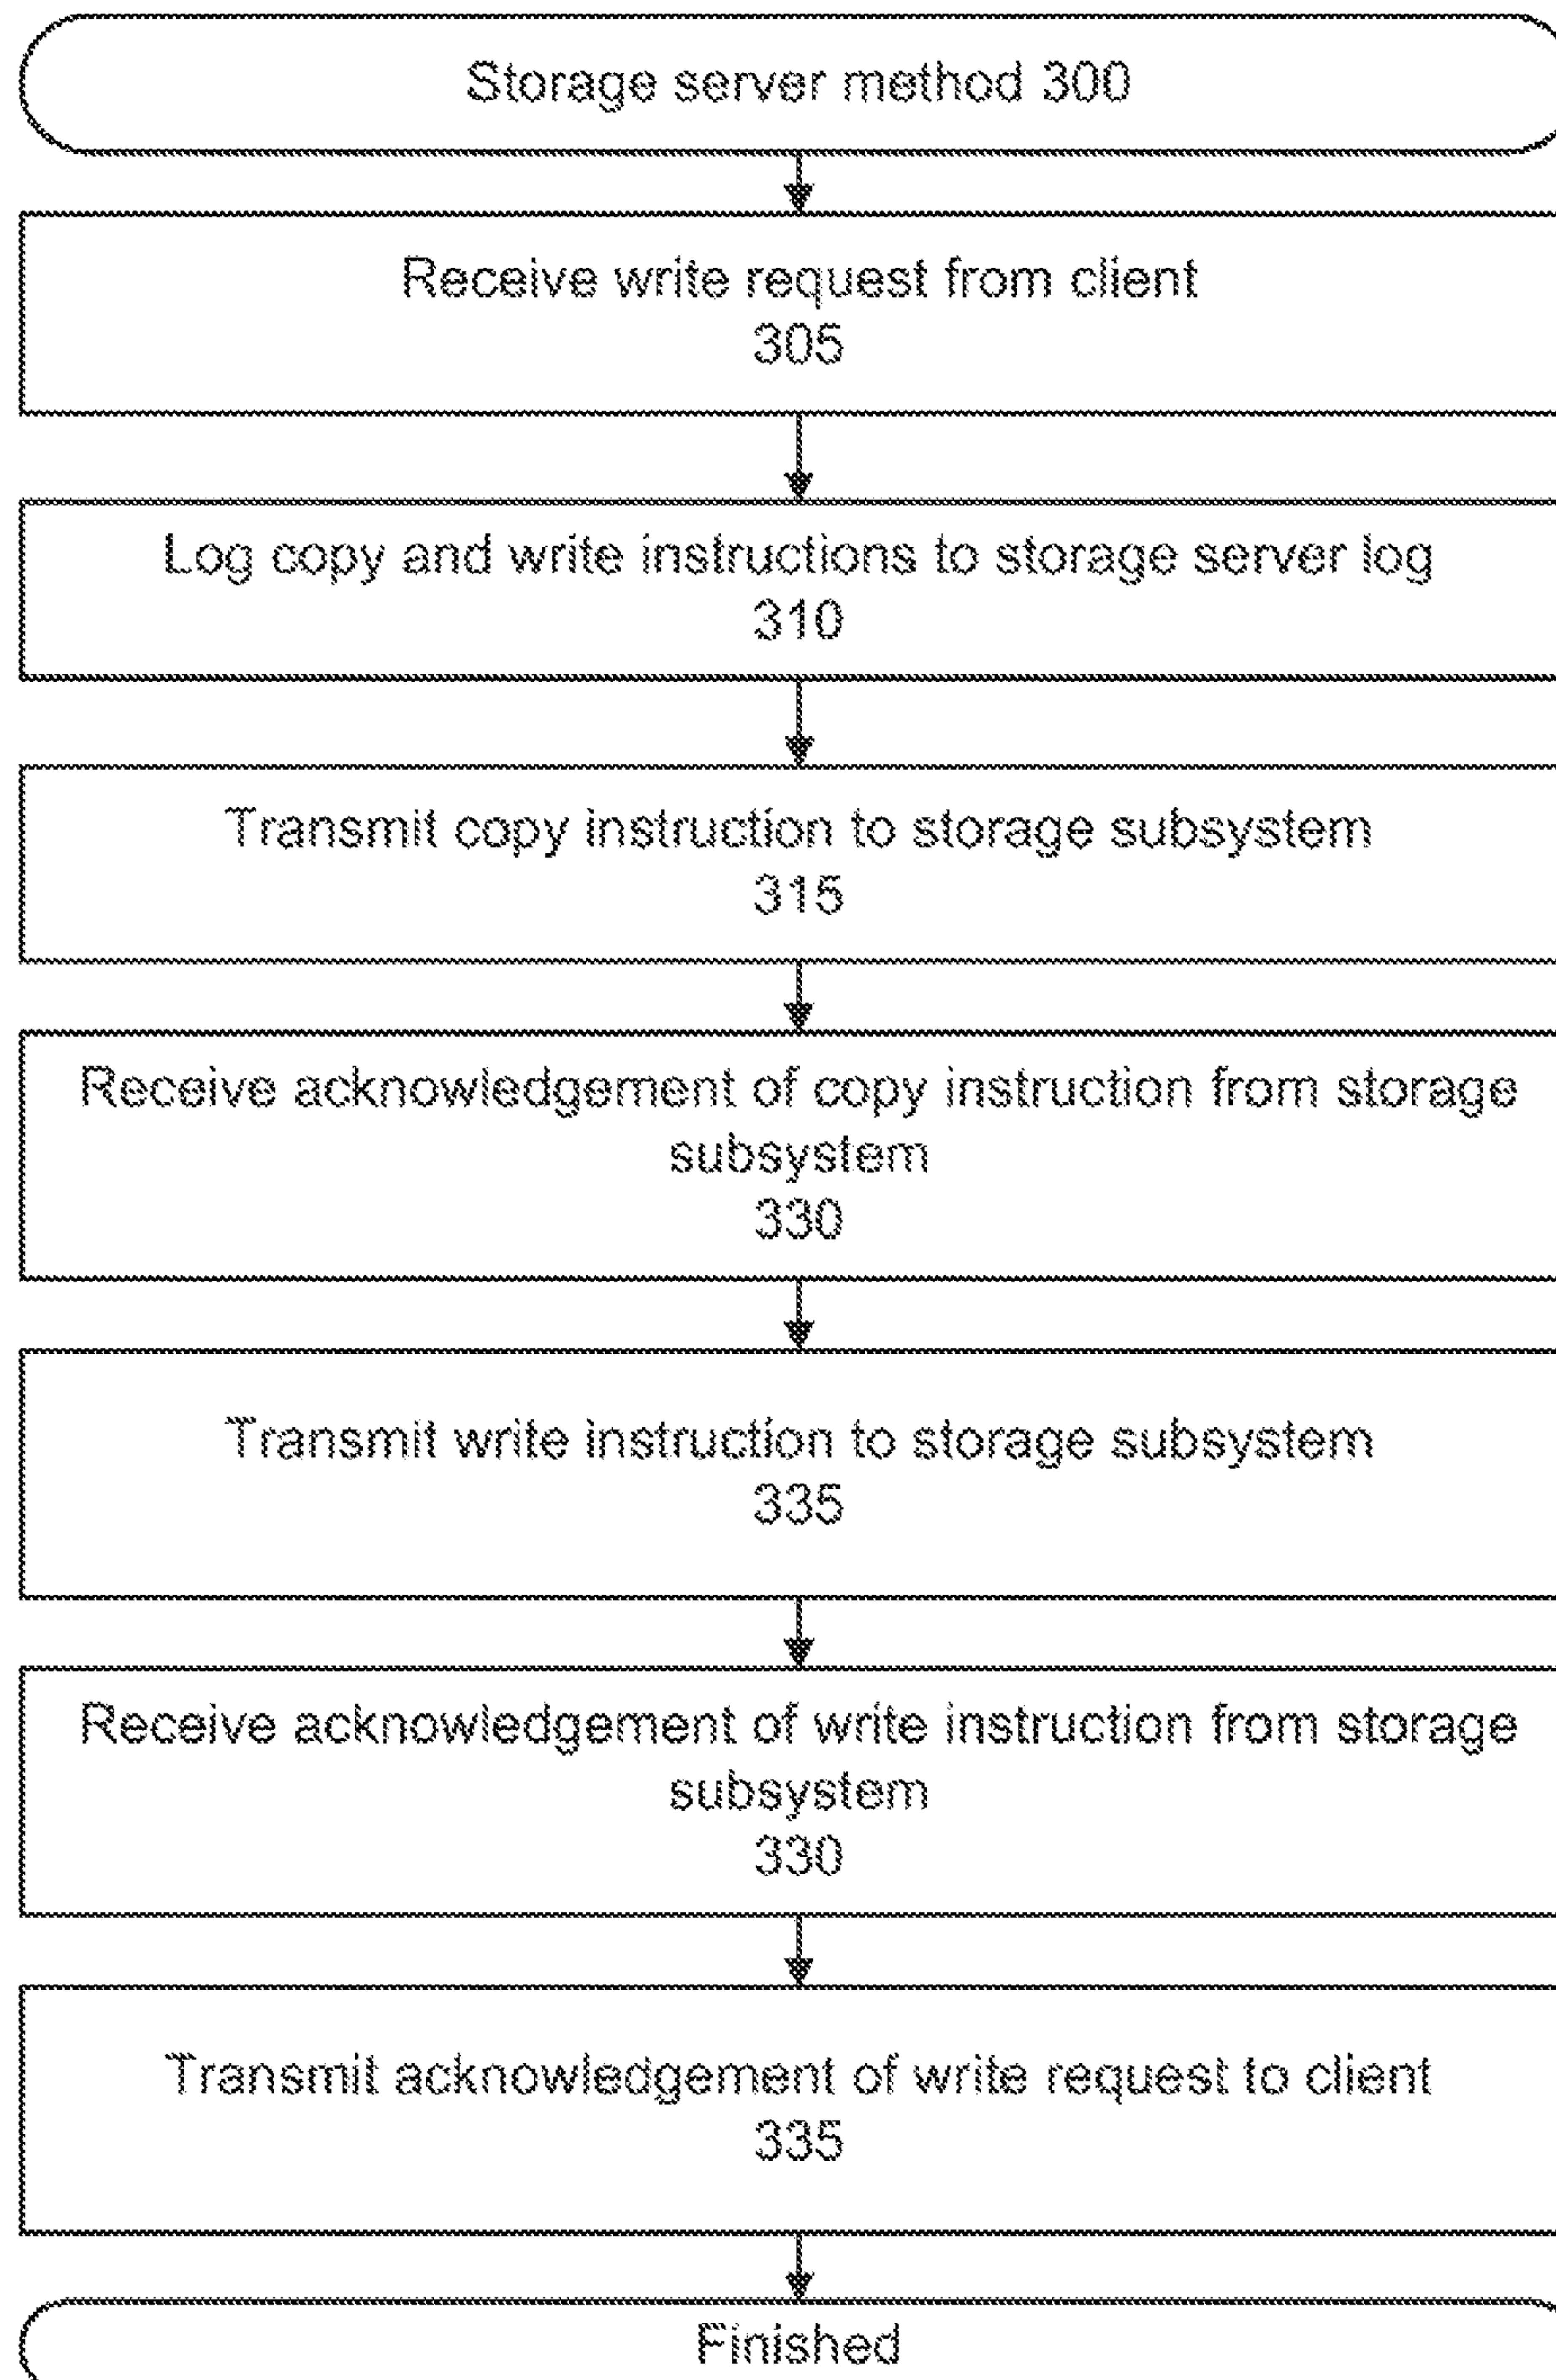 Storage server method 300
Receive write request from client
305
Log copy and write instructions to storage server log
310
Transmit copy instruction to storage subsystem
315
Receive acknowledgement of copy instruction from storage
subsystem
330
Transmit write instruction to storage subsystem
335
Receive acknowledgement of write instruction from storage
subsystem
330
Transmit acknowledgement of write request to client
335
Finished